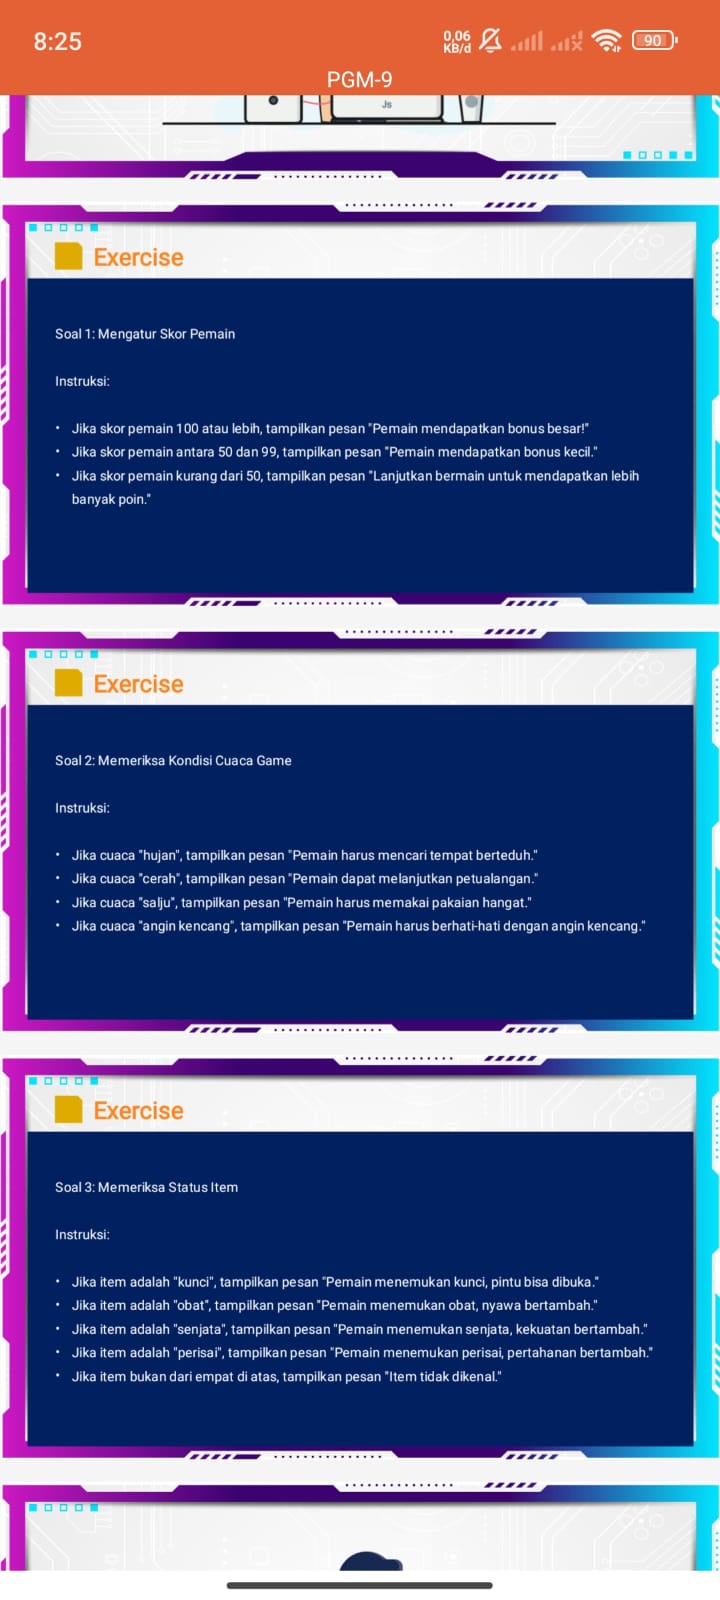 8:25
0,06
KB/d
90
PGM-9
Js
Exercise
Soal 1: Mengatur Skor Pemain
Instruksi:
• Jika skor pemain 100 atau lebih, tampilkan pesan "Pemain mendapatkan bonus besar!"
• Jika skor pemain antara 50 dan 99, tampilkan pesan "Pemain mendapatkan bonus kecil."
• Jika skor pemain kurang dari 50, tampilkan pesan "Lanjutkan bermain untuk mendapatkan lebih
banyak poin."
Exercise
Soal 2: Memeriksa Kondisi Cuaca Game
Instruksi:
• Jika cuaca "hujan", tampilkan pesan "Pemain harus mencari tempat berteduh."
• Jika cuaca "cerah", tampilkan pesan "Pemain dapat melanjutkan petualangan."
• Jika cuaca "salju", tampilkan pesan "Pemain harus memakai pakaian hangat."
• Jika cuaca "angin kencang", tampilkan pesan "Pemain harus berhati-hati dengan angin kencang."
Exercise
Soal 3: Memeriksa Status Item
Instruksi:
• Jika item adalah "kunci", tampilkan pesan "Pemain menemukan kunci, pintu bisa dibuka."
• Jika item adalah "obat", tampilkan pesan "Pemain menemukan obat, nyawa bertambah."
• Jika item adalah "senjata", tampilkan pesan "Pemain menemukan senjata, kekuatan bertambah."
• Jika item adalah "perisai", tampilkan pesan "Pemain menemukan perisai, pertahanan bertambah."
• Jika item bukan dari empat di atas, tampilkan pesan "Item tidak dikenal."